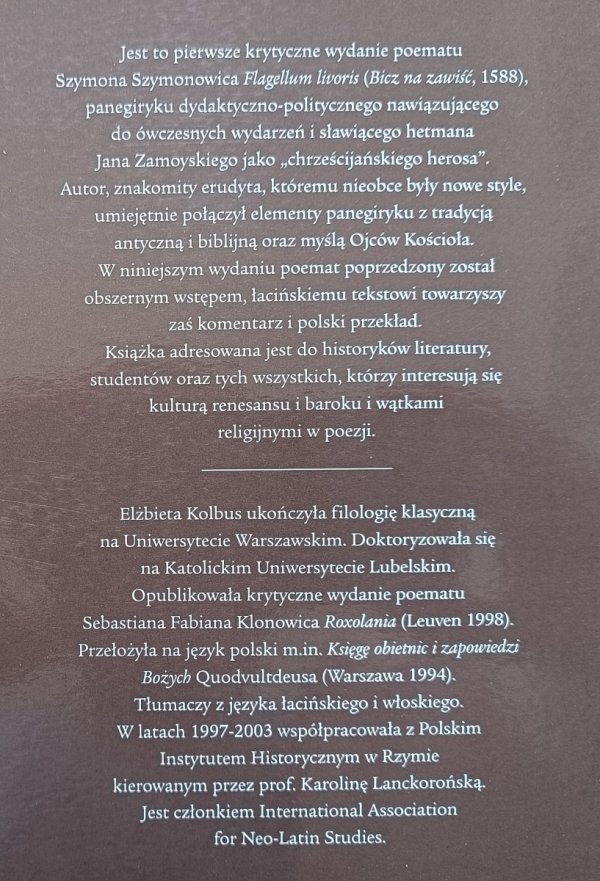 Jest to pierwsze krytyczne wydanie poematu
Szymona Szymonowica Flagellum livoris (Bicz na zawiść, 1588),
panegiryku dydaktyczno-politycznego nawiązującego
do ówczesnych wydarzeń i sławiącego hetmana
Jana Zamoyskiego jako „chrześcijańskiego herosa”.
Autor, znakomity erudyta, któremu nieobce były nowe style,
umiejętnie połączył elementy panegiryku z tradycją
antyczną i biblijną oraz myślą Ojców Kościoła.
W niniejszym wydaniu poemat poprzedzony został
obszernym wstępem, łacińskiemu tekstowi towarzyszy
zaś komentarz i polski przekład.
Książka adresowana jest do historyków literatury,
studentów oraz tych wszystkich, którzy interesują się
kulturą renesansu i baroku i wątkami
religijnymi w poezji.
Elżbieta Kolbus ukończyła filologię klasyczną
na Uniwersytecie Warszawskim. Doktoryzowała się
na Katolickim Uniwersytecie Lubelskim.
Opublikowała krytyczne wydanie poematu
Sebastiana Fabiana Klonowica Roxolania (Leuven 1998).
Przełożyła na język polski m.in. Księgę obietnic i zapowiedzi
Bożych Quodvultdeusa (Warszawa 1994).
Tłumaczy z języka łacińskiego i włoskiego.
W latach 1997-2003 współpracowała z Polskim
Instytutem Historycznym w Rzymie
kierowanym przez prof. Karolinę Lanckorońską.
Jest członkiem International Association
for Neo-Latin Studies.